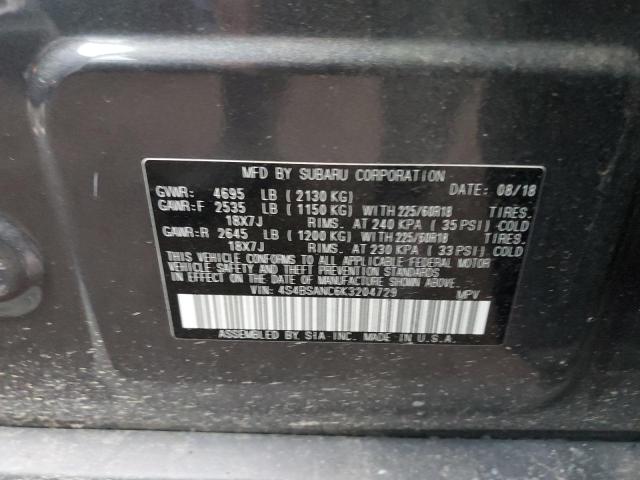 MFD BY SUBARU CORPORATION DATE: 08/18
GVWR: 4695 LB ( 2130 KG)
GAWR:F 2535 LB ( 1150 KG) WITH 225/60R18 TIRES.
18X7J RIMS. AT 240 KPA ( 35 PSI) COLD
GAWR:R 2645 LB ( 1200 KG) WITH 225/60R18 TIRES.
18X7J RIMS. AT 230 KPA ( 33 PSI) COLD
THIS VEHICLE CONFORMS TO ALL APPLICABLE FEDERAL MOTOR
VEHICLE SAFETY AND THEFT PREVENTION STANDARDS
IN EFFECT ON THE DATE OF MANUFACTURE SHOWN ABOVE.
VIN: 4S4BSANC6K3204729 MPV
ASSEMBLED BY SIA INC. IN U.S.A.